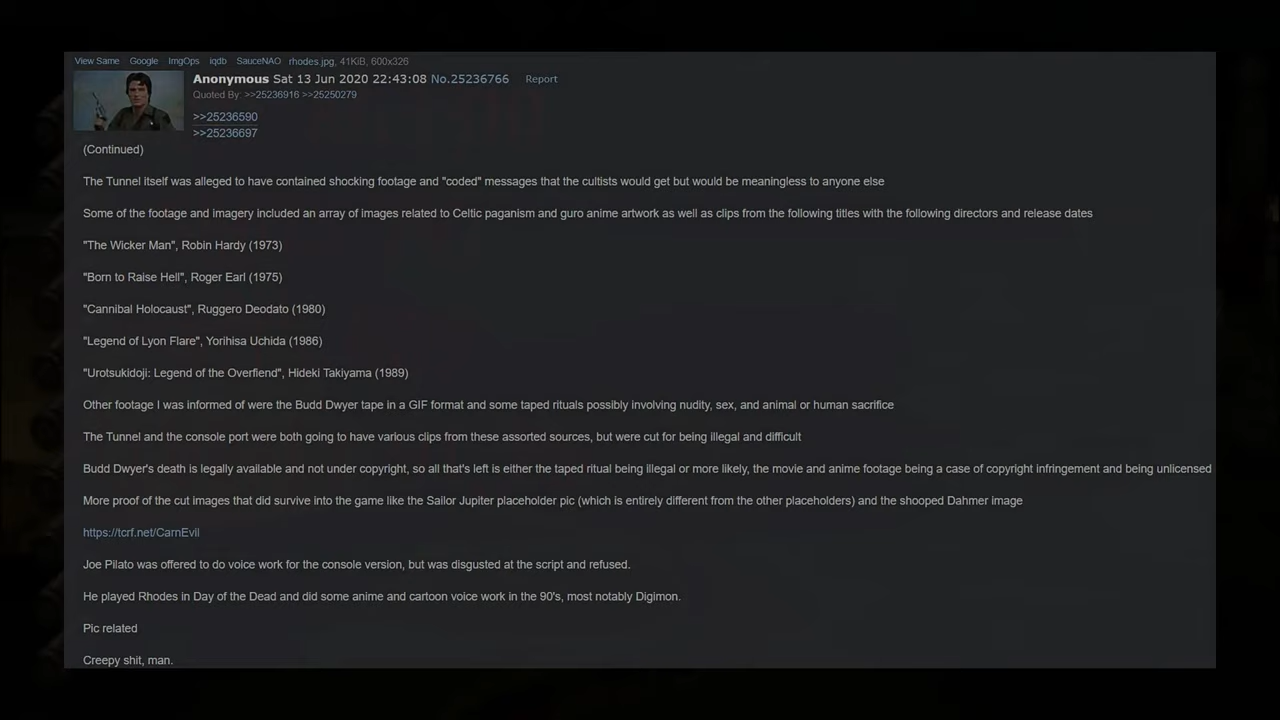 View Same Google ImgOps iqdb SauceNAO rhodes.jpg, 41KiB, 600x326
Anonymous Sat 13 Jun 2020 22:43:08 No.25236766 Report
Quoted By: >>25236916 >>25250279
>>25236590
>>25236697
(Continued)
The Tunnel itself was alleged to have contained shocking footage and "coded" messages that the cultists would get but would be meaningless to anyone else
Some of the footage and imagery included an array of images related to Celtic paganism and guro anime artwork as well as clips from the following titles with the following directors and release dates
"The Wicker Man", Robin Hardy (1973)
"Born to Raise Hell", Roger Earl (1975)
"Cannibal Holocaust", Ruggero Deodato (1980)
"Legend of Lyon Flare", Yorihisa Uchida (1986)
"Urotsukidoji: Legend of the Overfiend", Hideki Takiyama (1989)
Other footage I was informed of were the Budd Dwyer tape in a GIF format and some taped rituals possibly involving nudity, sex, and animal or human sacrifice
The Tunnel and the console port were both going to have various clips from these assorted sources, but were cut for being illegal and difficult
Budd Dwyer's death is legally available and not under copyright, so all that's left is either the taped ritual being illegal or more likely, the movie and anime footage being a case of copyright infringement and being unlicensed
More proof of the cut images that did survive into the game like the Sailor Jupiter placeholder pic (which is entirely different from the other placeholders) and the shooped Dahmer image
https://tcrf.net/CarnEvil
Joe Pilato was offered to do voice work for the console version, but was disgusted at the script and refused.
He played Rhodes in Day of the Dead and did some anime and cartoon voice work in the 90's, most notably Digimon.
Pic related
Creepy shit, man.